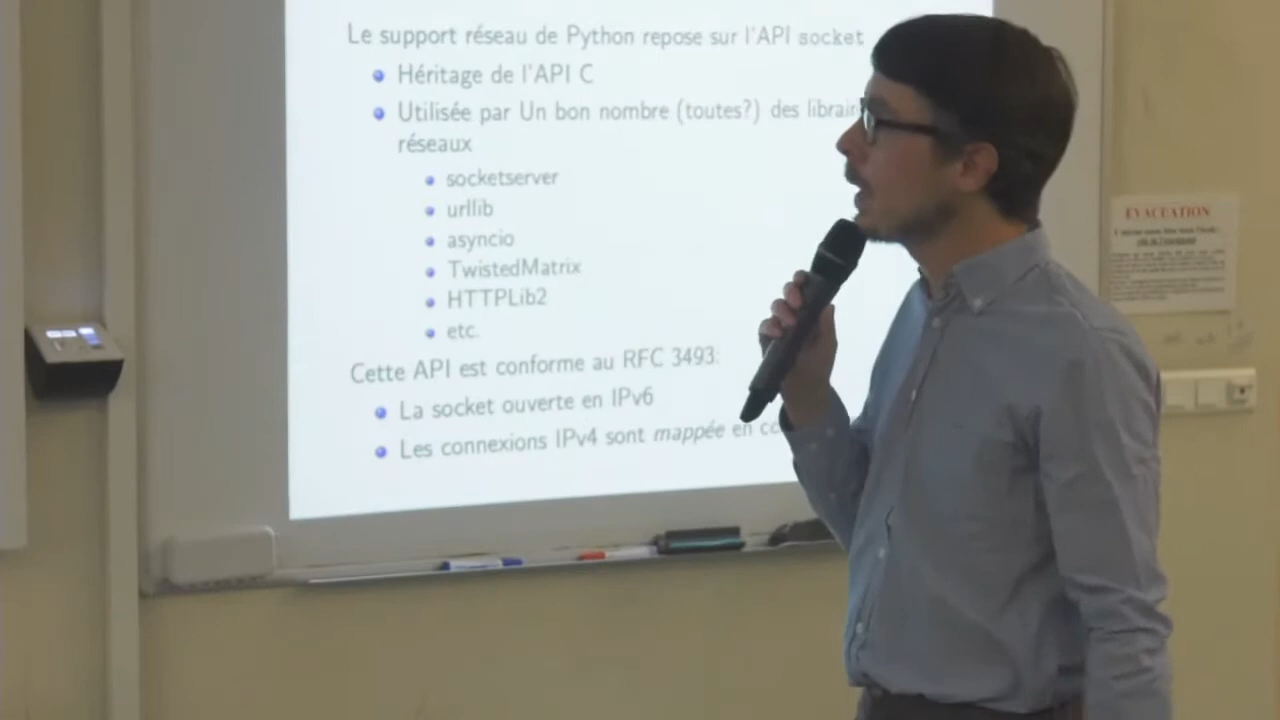 Le support réseau de Python repose sur l'API socket
Héritage de l'API C
Utilisée par Un bon nombre (toutes?) des
réseaux
socketserver
urllib
asyncio
TwistedMatrix
HTTPLib2
etc.
Cette API est conforme au RFC 3493:
La socket ouverte en IPv6
Les connexions IPv4 sont mappée en
EVACUATION